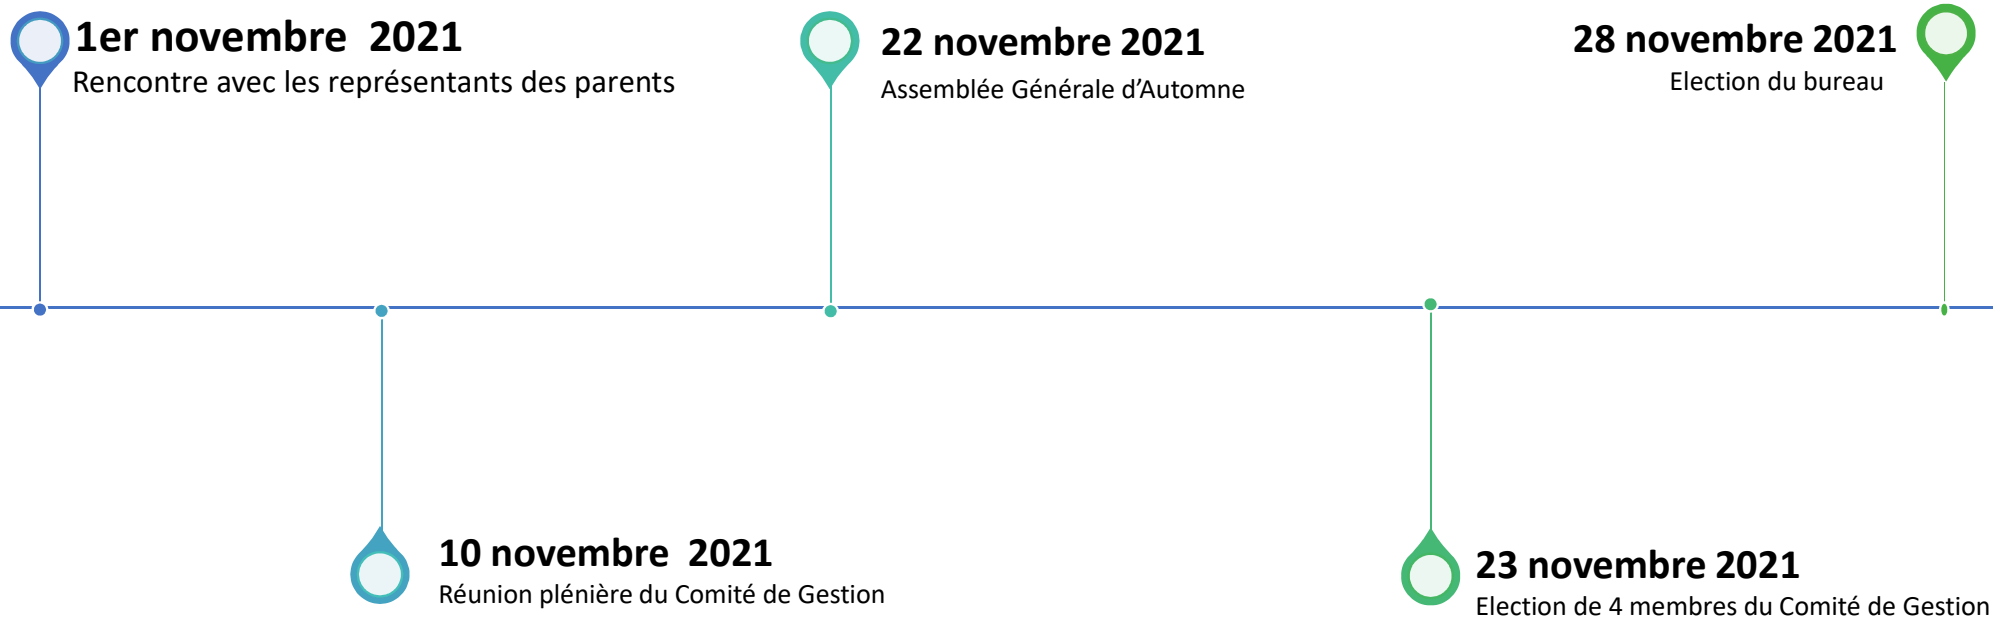 1er novembre 2021
Rencontre avec les représentants des parents
22 novembre 2021
Assemblée Générale d’Automne
28 novembre 2021
Election du bureau
10 novembre 2021
Réunion plénière du Comité de Gestion
23 novembre 2021
Election de 4 membres du Comité de Gestion